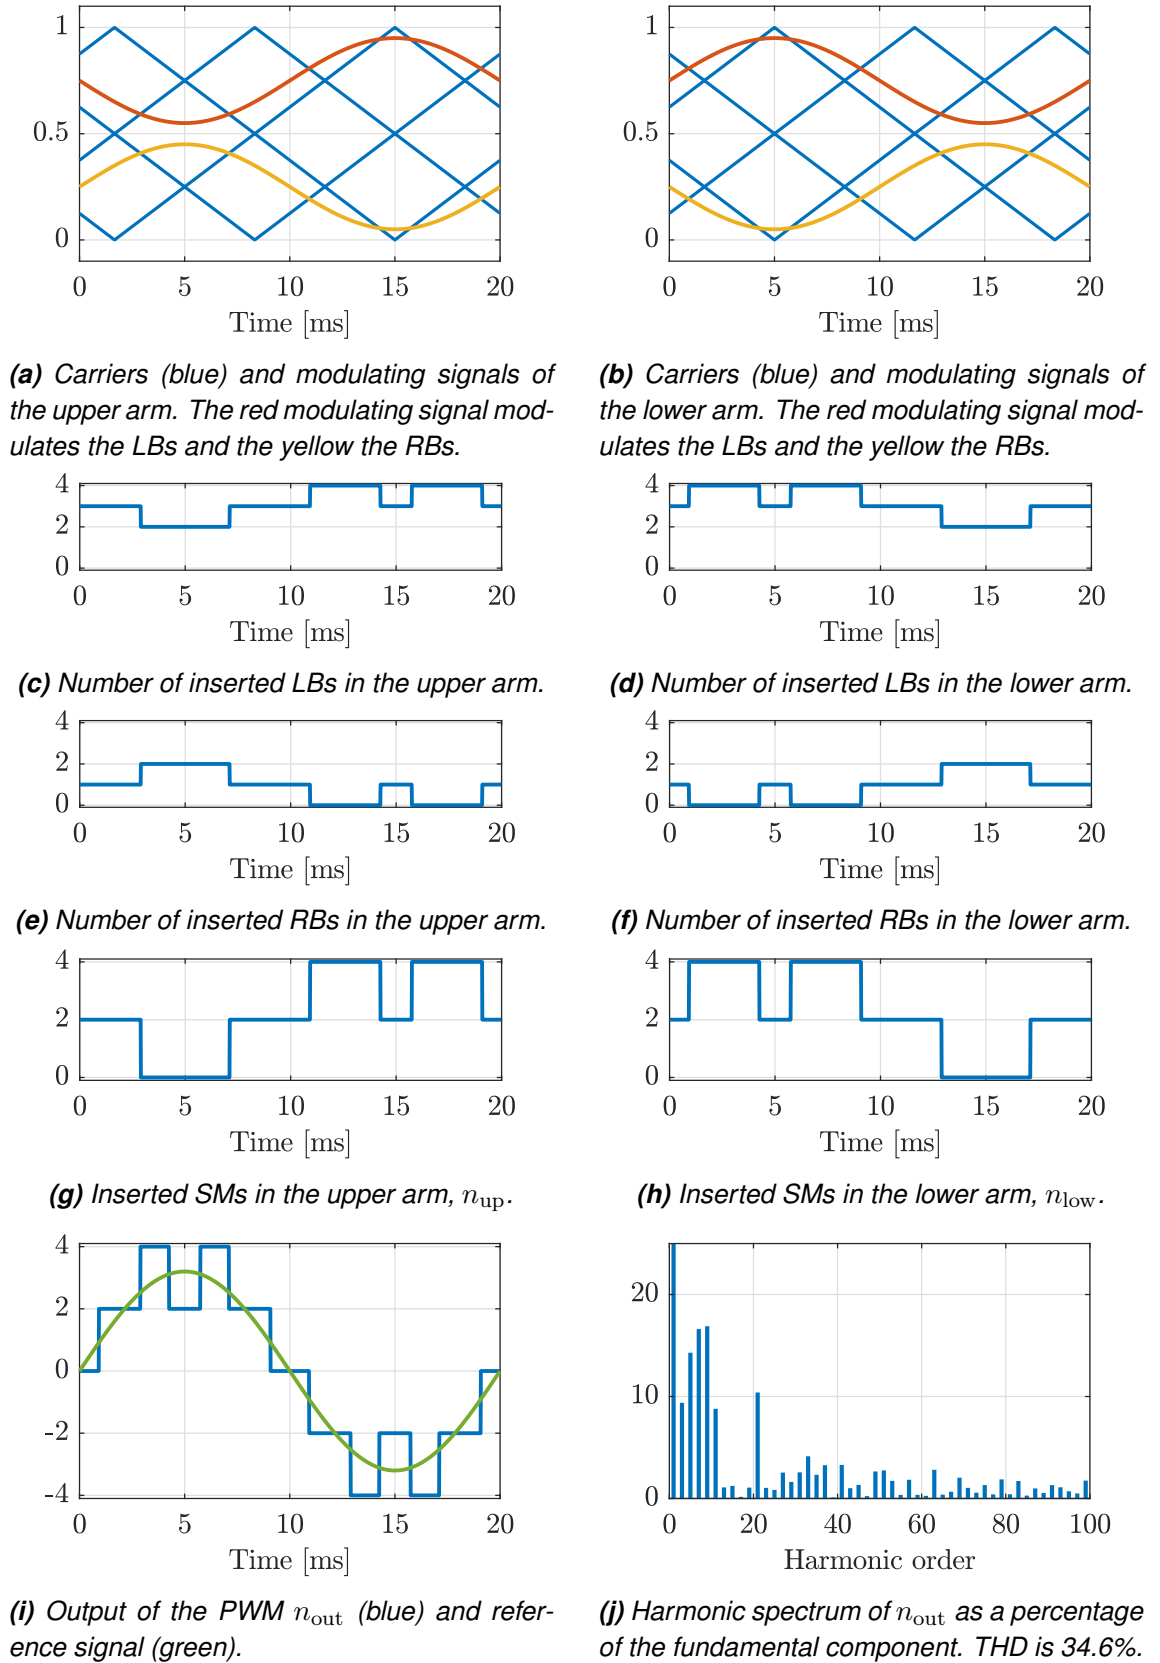 1
0.5
0
0 5 10 15 20
Time [ms]
1
0.5
0
0 5 10 15 20
Time [ms]
(a) Carriers (blue) and modulating signals of
the upper arm. The red modulating signal mod-
ulates the LBs and the yellow the RBs.
(b) Carriers (blue) and modulating signals of
the lower arm. The red modulating signal mod-
ulates the LBs and the yellow the RBs.
4
2
0
0 5 10 15 20
Time [ms]
4
2
0
0 5 10 15 20
Time [ms]
(c) Number of inserted LBs in the upper arm.
(d) Number of inserted LBs in the lower arm.
4
2
0
0 5 10 15 20
Time [ms]
4
2
0
0 5 10 15 20
Time [ms]
(e) Number of inserted RBs in the upper arm.
(f) Number of inserted RBs in the lower arm.
4
2
0
0 5 10 15 20
Time [ms]
4
2
0
0 5 10 15 20
Time [ms]
(g) Inserted SMs in the upper arm, n_up.
(h) Inserted SMs in the lower arm, n_low.
4
2
0
-2
-4
0 5 10 15 20
Time [ms]
20
10
0
0 20 40 60 80 100
Harmonic order
(i) Output of the PWM n_out (blue) and refer-
ence signal (green).
(j) Harmonic spectrum of n_out as a percentage
of the fundamental component. THD is 34.6%.